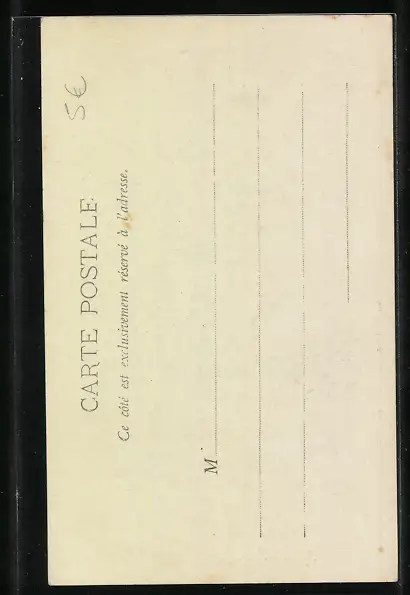 5€
CARTE POSTALE
Ce côté est exclusivement réservé à l'adresse.
M